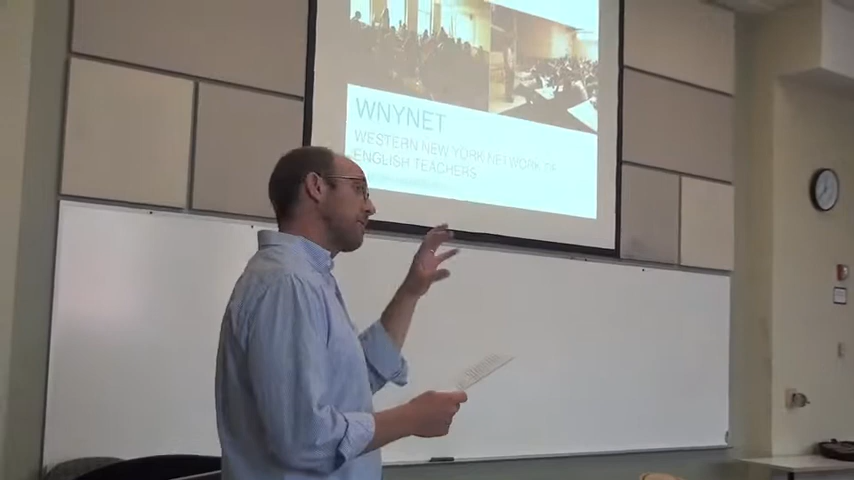 WNYNET
WESTERN NEW YORK NETWORK OF
ENGLISH TEACHERS